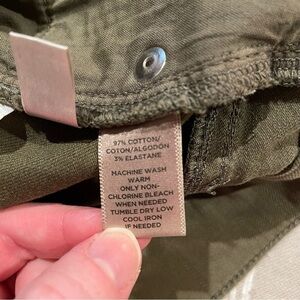 97% COTTON/
COTON/ALGODÓN
3% ELASTANE
MACHINE WASH
WARM
ONLY NON-
CHLORINE BLEACH
WHEN NEEDED
TUMBLE DRY LOW
COOL IRON
IF NEEDED